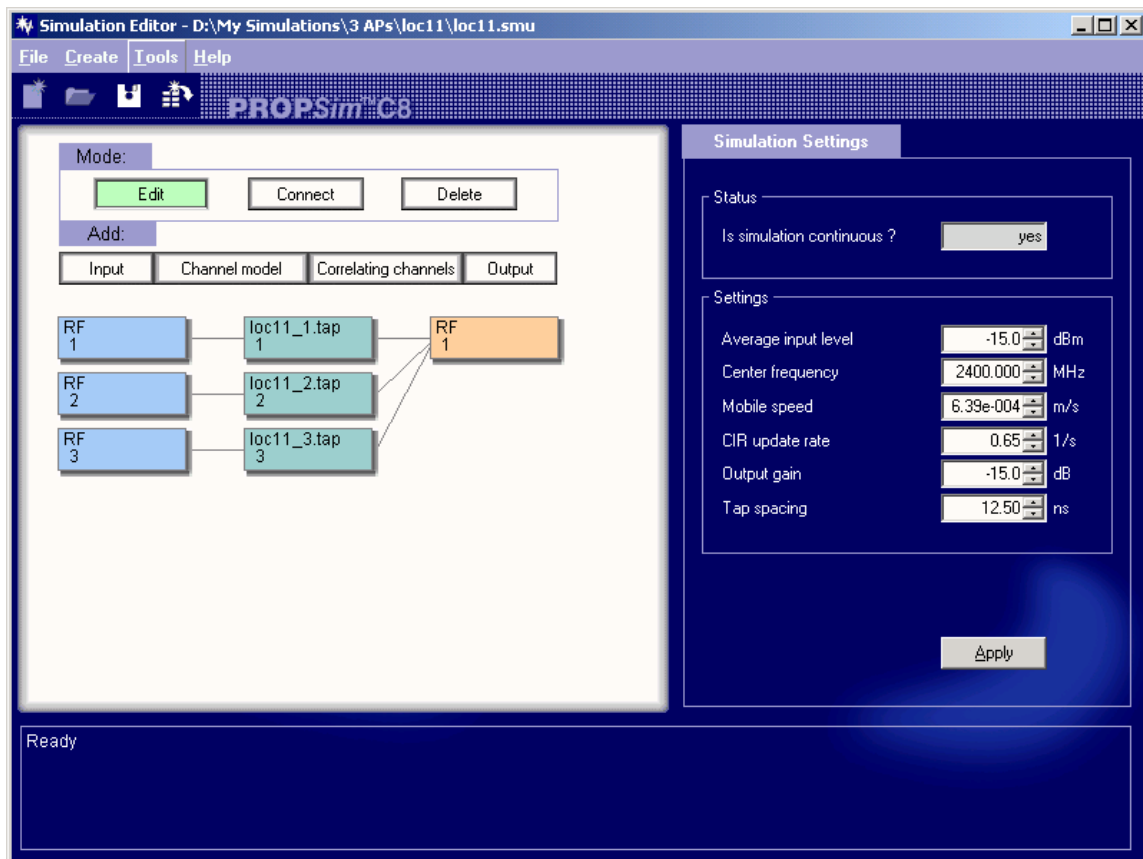 Simulation Editor - D:\My Simulations\3 APs\loc11\loc11.smu
File Create Tools Help
PROPSim™C8
Mode:
Edit Connect Delete
Add:
Input Channel model Correlating channels Output
RF
1
loc11_1.tap
1
RF
1
RF
2
loc11_2.tap
2
RF
3
loc11_3.tap
3
Simulation Settings
Status
Is simulation continuous ? yes
Settings
Average input level -15.0 dBm
Center frequency 2400.000 MHz
Mobile speed 6.39e-004 m/s
CIR update rate 0.65 1/s
Output gain -15.0 dB
Tap spacing 12.50 ns
Apply
Ready